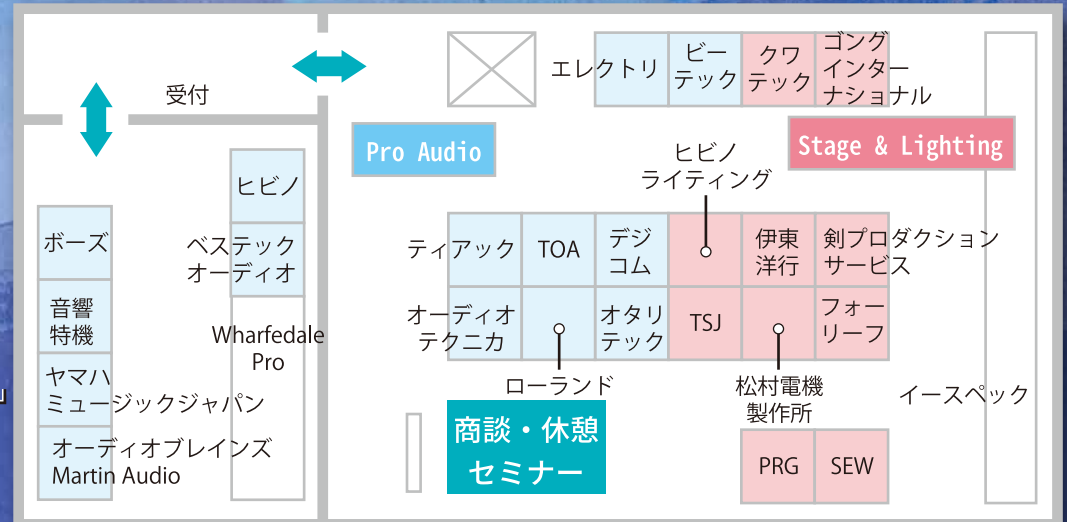 受付
ヒビノ
ベステック
オーディオ
Wharfedale
Pro
ボーズ
音響
特機
ヤマハ
ミュージックジャパン
オーディオブレインズ
Martin Audio
」
エレクトリ
ビー
テック
クワ
テック
ゴング
インター
ナショナル
Pro Audio
Stage & Lighting
ヒビノ
ライティング
ティアック
TOA
デジ
コム
伊東
洋行
剣プロダクション
サービス
オーディオ
テクニカ
オタリ
テック
TSJ
フォー
リーフ
ローランド
松村電機
製作所
イースペック
商談・休憩
セミナー
PRG
SEW